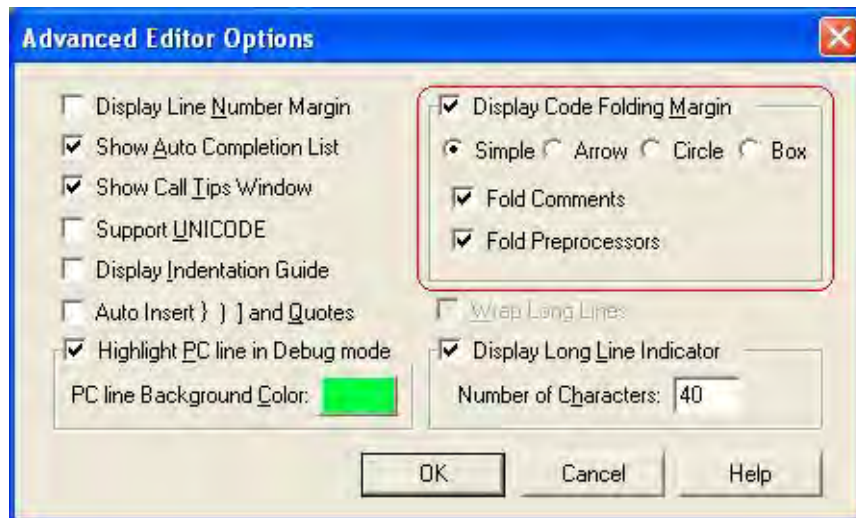 Advanced Editor Options
Display Line Number Margin
Show Auto Completion List
Show Call Tips Window
Support UNICODE
Display Indentation Guide
Auto Insert } ) ] and Quotes
Highlight PC line in Debug mode
PC line Background Color:
Display Code Folding Margin
Simple Arrow Circle Box
Fold Comments
Fold Preprocessors
Wrap Long Lines
Display Long Line Indicator
Number of Characters: 40
OK Cancel Help